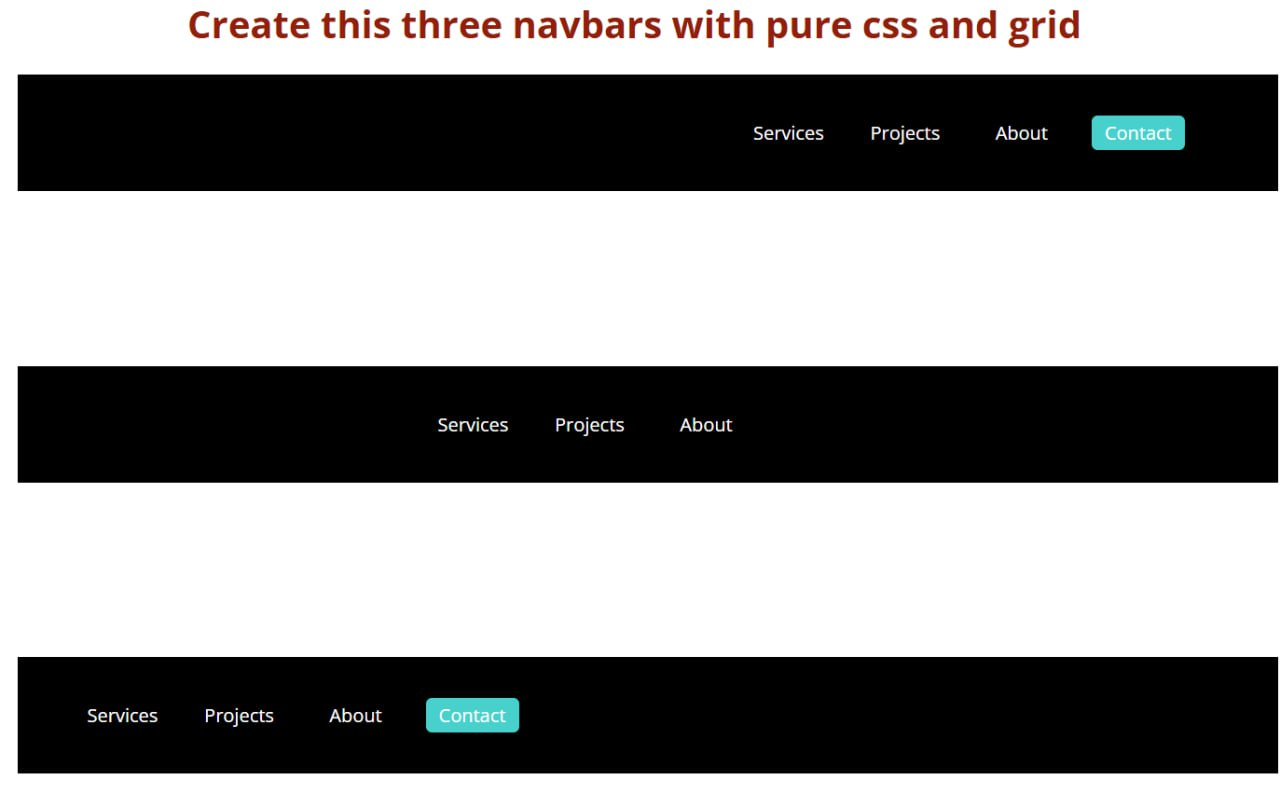 Create this three navbars with pure css and grid
Services Projects About Contact
Services Projects About
Services Projects About Contact